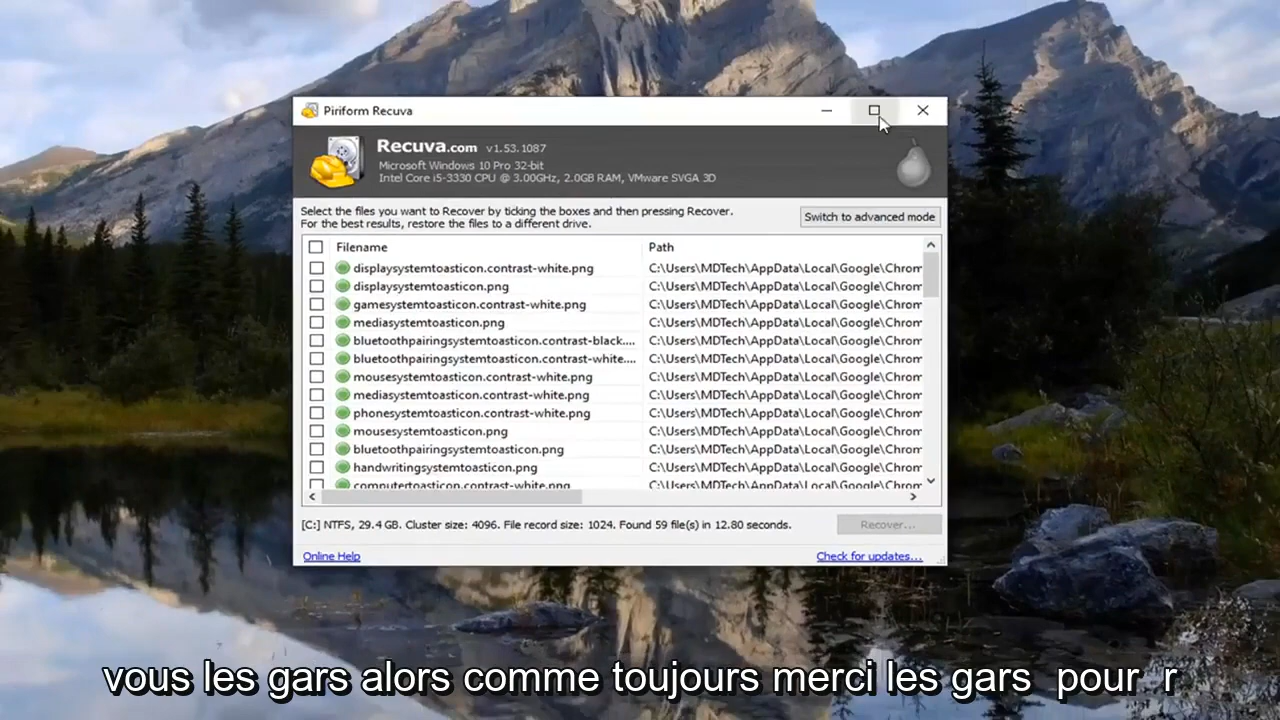 Piriform Recuva
Recuva.com v1.53.1087
Microsoft Windows 10 Pro 32-bit
Intel Core i5-3330 CPU @ 3.00GHz, 2.0GB RAM, VMware SVGA 3D
Select the files you want to Recover by ticking the boxes and then pressing Recover.
For the best results, restore the files to a different drive.
Switch to advanced mode
Filename Path
displaysystemtoasticon.contrast-white.png C:\Users\MDTech\AppData\Local\Google\Chrom
displaysystemtoasticon.png C:\Users\MDTech\AppData\Local\Google\Chrom
gamesystemtoasticon.contrast-white.png C:\Users\MDTech\AppData\Local\Google\Chrom
mediasystemtoasticon.png C:\Users\MDTech\AppData\Local\Google\Chrom
bluetoothpairingsystemtoasticon.contrast-black.... C:\Users\MDTech\AppData\Local\Google\Chrom
bluetoothpairingsystemtoasticon.contrast-white.... C:\Users\MDTech\AppData\Local\Google\Chrom
mousesystemtoasticon.contrast-white.png C:\Users\MDTech\AppData\Local\Google\Chrom
mediasystemtoasticon.contrast-white.png C:\Users\MDTech\AppData\Local\Google\Chrom
phonesystemtoasticon.contrast-white.png C:\Users\MDTech\AppData\Local\Google\Chrom
mousesystemtoasticon.png C:\Users\MDTech\AppData\Local\Google\Chrom
bluetoothpairingsystemtoasticon.png C:\Users\MDTech\AppData\Local\Google\Chrom
handwritingsystemtoasticon.png C:\Users\MDTech\AppData\Local\Google\Chrom
computertoasticon.contrast-white.png C:\Users\MDTech\AppData\Local\Google\Chrom
[C:] NTFS, 29.4 GB. Cluster size: 4096. File record size: 1024. Found 59 file(s) in 12.80 seconds.
Recover...
Online Help
Check for updates...
vous les gars alors comme toujours merci les gars pour r